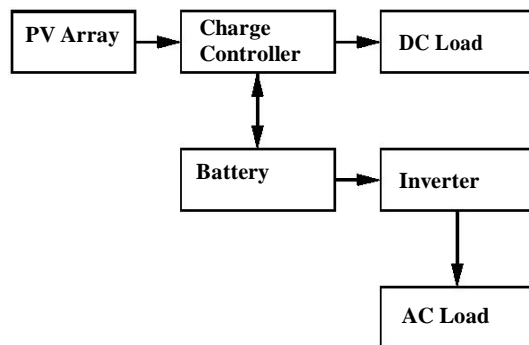 PV Array
Charge
Controller
DC Load
Battery
Inverter
AC Load